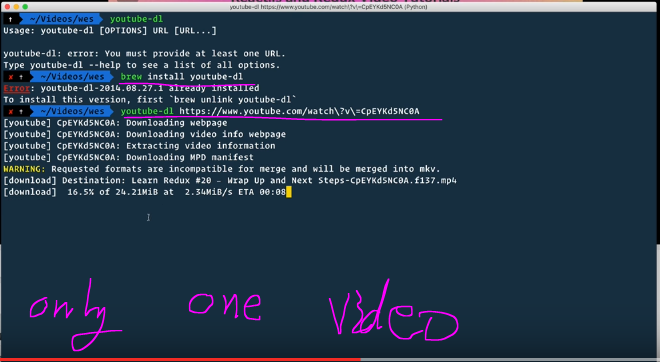 youtube-dl https://www.youtube.com/watch\?v\=CpEYKd5NC0A (Python)
~/Videos/wes youtube-dl
Usage: youtube-dl [OPTIONS] URL [URL...]
youtube-dl: error: You must provide at least one URL.
Type youtube-dl --help to see a list of all options.
✘ ↑ ~/Videos/wes brew install youtube-dl
Error: youtube-dl-2014.08.27.1 already installed
To install this version, first `brew unlink youtube-dl`
✘ ↑ ~/Videos/wes youtube-dl https://www.youtube.com/watch\?v\=CpEYKd5NC0A
[youtube] CpEYKd5NC0A: Downloading webpage
[youtube] CpEYKd5NC0A: Downloading video info webpage
[youtube] CpEYKd5NC0A: Extracting video information
[youtube] CpEYKd5NC0A: Downloading MPD manifest
WARNING: Requested formats are incompatible for merge and will be merged into mkv.
[download] Destination: Learn Redux #20 – Wrap Up and Next Steps-CpEYKd5NC0A.f137.mp4
[download] 16.5% of 24.21MiB at 2.34MiB/s ETA 00:08
only one video